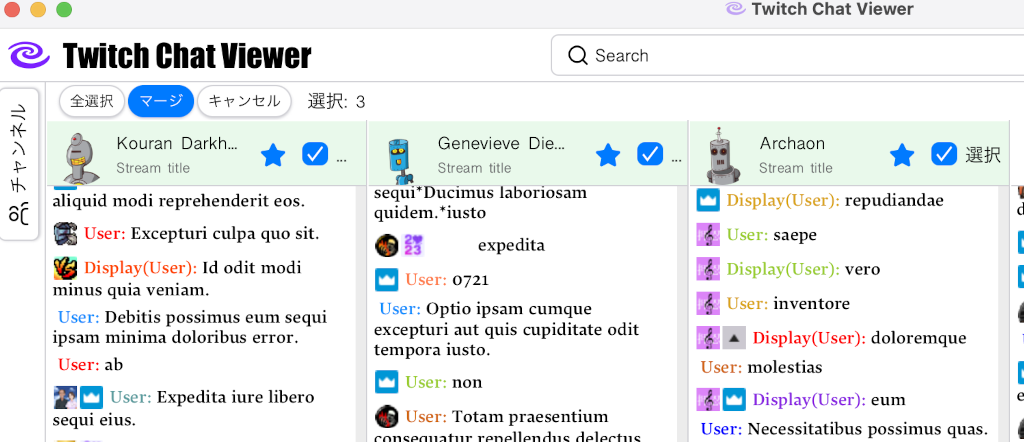 Twitch Chat Viewer
Twitch Chat Viewer
Search
全選択 マージ キャンセル 選択: 3
チャンネル
Kouran Darkh...
Stream title
...
aliquid modi reprehenderit eos.
User: Excepturi culpa quo sit.
Display(User): Id odit modi
minus quia veniam.
User: Debitis possimus eum sequi
ipsam minima doloribus error.
User: ab
User: Expedita iure libero
sequi eius.
Genevieve Die...
Stream title
...
sequi*Ducimus laboriosam
quidem.*iusto
2023 expedita
User: 0721
User: Optio ipsam cumque
excepturi aut quis cupiditate odit
tempora iusto.
User: non
User: Totam praesentium
consequatur repellendus delectus
Archaon
Stream title
選択
Display(User): repudiandae
User: saepe
Display(User): vero
User: inventore
Display(User): doloremque
User: molestias
Display(User): eum
User: Necessitatibus possimus quas.